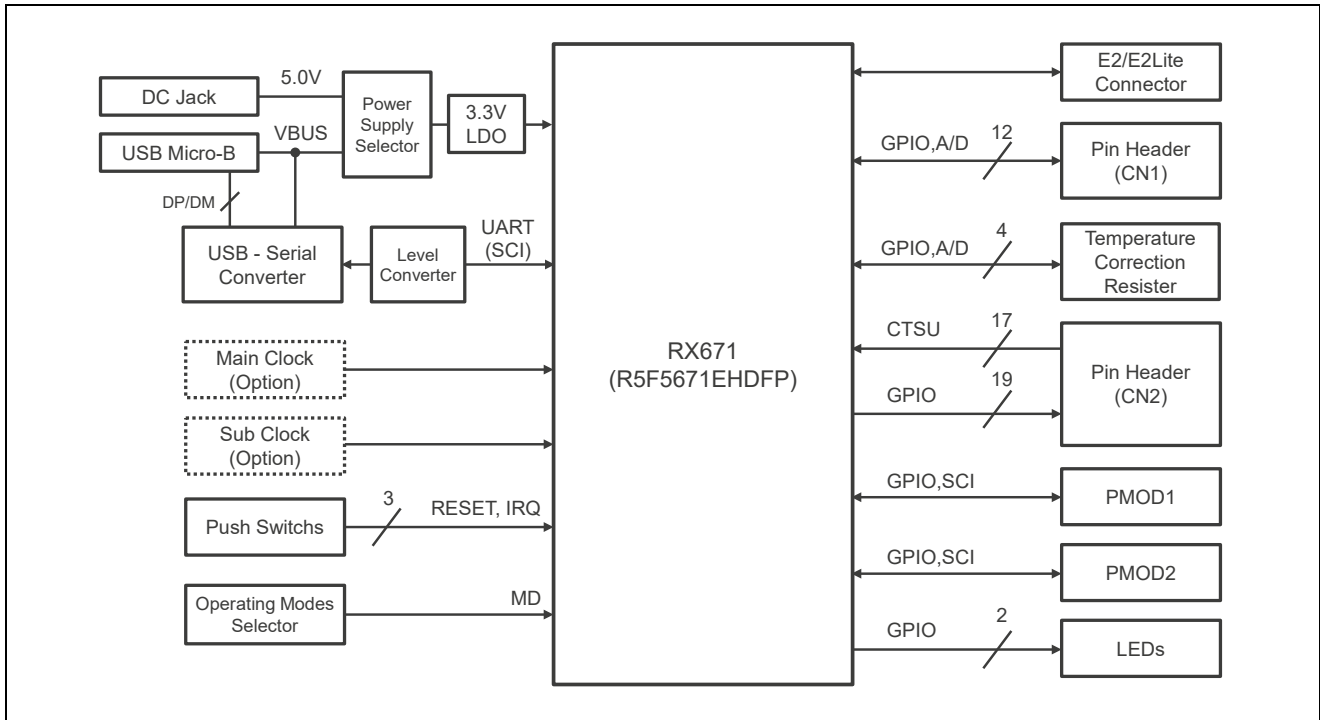 DC Jack
5.0V
USB Micro-B
VBUS
Power
Supply
Selector
3.3V
LDO
DP/DM
USB - Serial
Converter
Level
Converter
UART
(SCI)
Main Clock
(Option)
Sub Clock
(Option)
Push Switchs
3
RESET, IRQ
Operating Modes
Selector
MD
RX671
(R5F5671EHDFP)
E2/E2Lite
Connector
GPIO,A/D
12
Pin Header
(CN1)
GPIO,A/D
4
Temperature
Correction
Resister
CTSU
17
GPIO
19
Pin Header
(CN2)
GPIO,SCI
PMOD1
GPIO,SCI
PMOD2
GPIO
2
LEDs